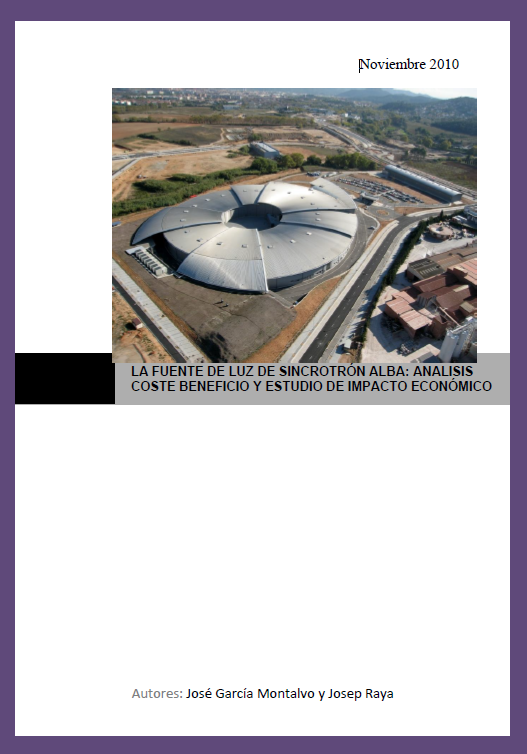 Noviembre 2010
LA FUENTE DE LUZ DE SINCROTRÓN ALBA: ANALISIS
COSTE BENEFICIO Y ESTUDIO DE IMPACTO ECONÓMICO
Autores: José García Montalvo y Josep Raya